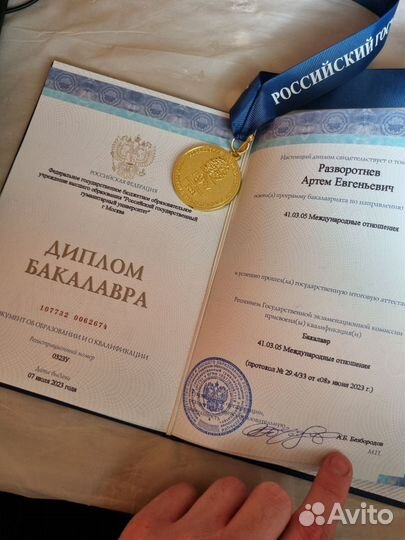 РОССИЙСКИЙ ГОС
РОССИЙСКАЯ ФЕДЕРАЦИЯ
Федеральное государственное бюджетное образовательное
учреждение высшего образования "Российский государственный
гуманитарный университет"
г. Москва
ДИПЛОМ
БАКАЛАВРА
107732 0062674
ДОКУМЕНТ ОБ ОБРАЗОВАНИИ И О КВАЛИФИКАЦИИ
Регистрационный номер
0323У
Дата выдачи
07 июля 2023 года
Настоящий диплом свидетельствует о том
Разворотнев
Артем Евгеньевич
освоил(а) программу бакалавриата по направлению
41.03.05 Международные отношения
и успешно прошел(ла) государственную итоговую аттестац
Решением Государственной экзаменационной комиссии
присвоена(ы) квалификация(и)
Бакалавр
41.03.05 Международные отношения
(протокол № 29.4/33 от «08» июня 2023 г.)
А.Б. Безбородов
М.П.
Avito